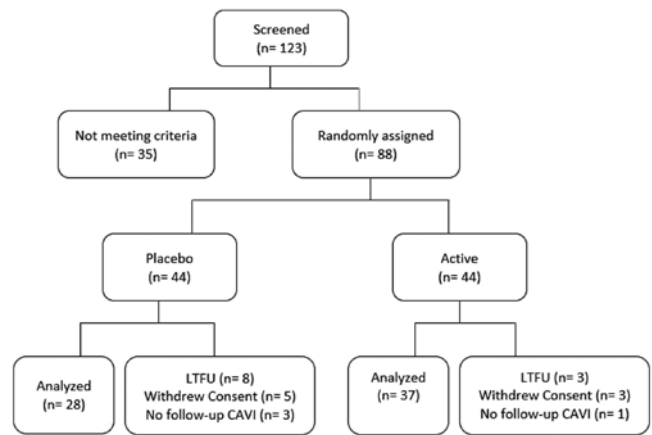 Screened
(n= 123)
Not meeting criteria
(n= 35)
Randomly assigned
(n= 88)
Placebo
(n= 44)
Active
(n= 44)
Analyzed
(n= 28)
LTFU (n= 8)
Withdrew Consent (n= 5)
No follow-up CAVI (n= 3)
Analyzed
(n= 37)
LTFU (n= 3)
Withdrew Consent (n= 3)
No follow-up CAVI (n= 1)